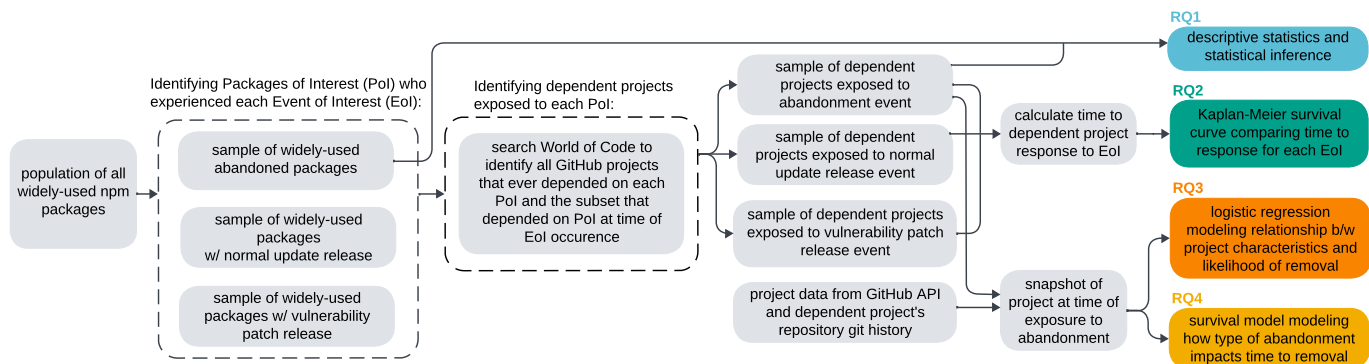 population of all
widely-used npm
packages
Identifying Packages of Interest (PoI) who
experienced each Event of Interest (EoI):
sample of widely-used
abandoned packages
sample of widely-used
packages
w/ normal update release
sample of widely-used
packages w/ vulnerability
patch release
Identifying dependent projects
exposed to each PoI:
search World of Code to
identify all GitHub projects
that ever depended on each
PoI and the subset that
depended on PoI at time of
EoI occurence
sample of dependent
projects exposed to
abandonment event
sample of dependent
projects exposed to normal
update release event
sample of dependent projects
exposed to vulnerability patch
release event
project data from GitHub API
and dependent project's
repository git history
calculate time to
dependent project
response to EoI
snapshot of
project at time of
exposure to
abandonment
RQ1
descriptive statistics and
statistical inference
RQ2
Kaplan-Meier survival
curve comparing time to
response for each EoI
RQ3
logistic regression
modeling relationship b/w
project characteristics and
likelihood of removal
RQ4
survival model modeling
how type of abandonment
impacts time to removal